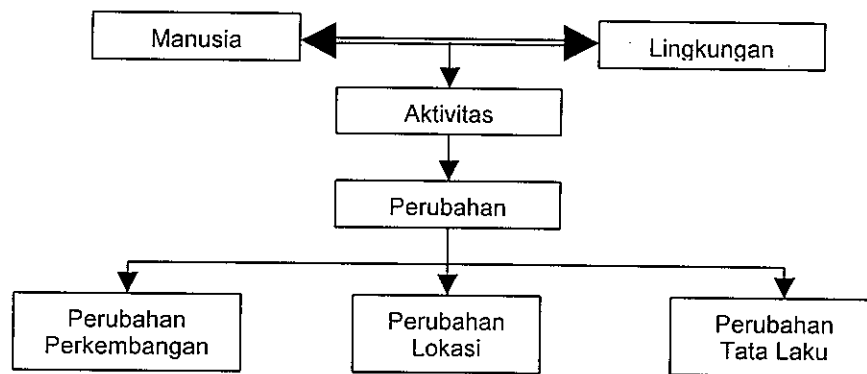 Manusia
Lingkungan
Aktivitas
Perubahan
Perubahan
Perkembangan
Perubahan
Lokasi
Perubahan
Tata Laku